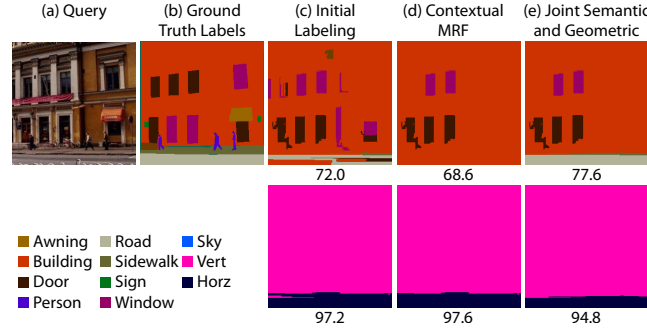 (a) Query
(b) Ground
Truth Labels
(c) Initial
Labeling
(d) Contextual
MRF
(e) Joint Semantic
and Geometric
72.0
68.6
77.6
Awning
Road
Sky
Building
Sidewalk
Vert
Door
Sign
Horz
Person
Window
97.2
97.6
94.8